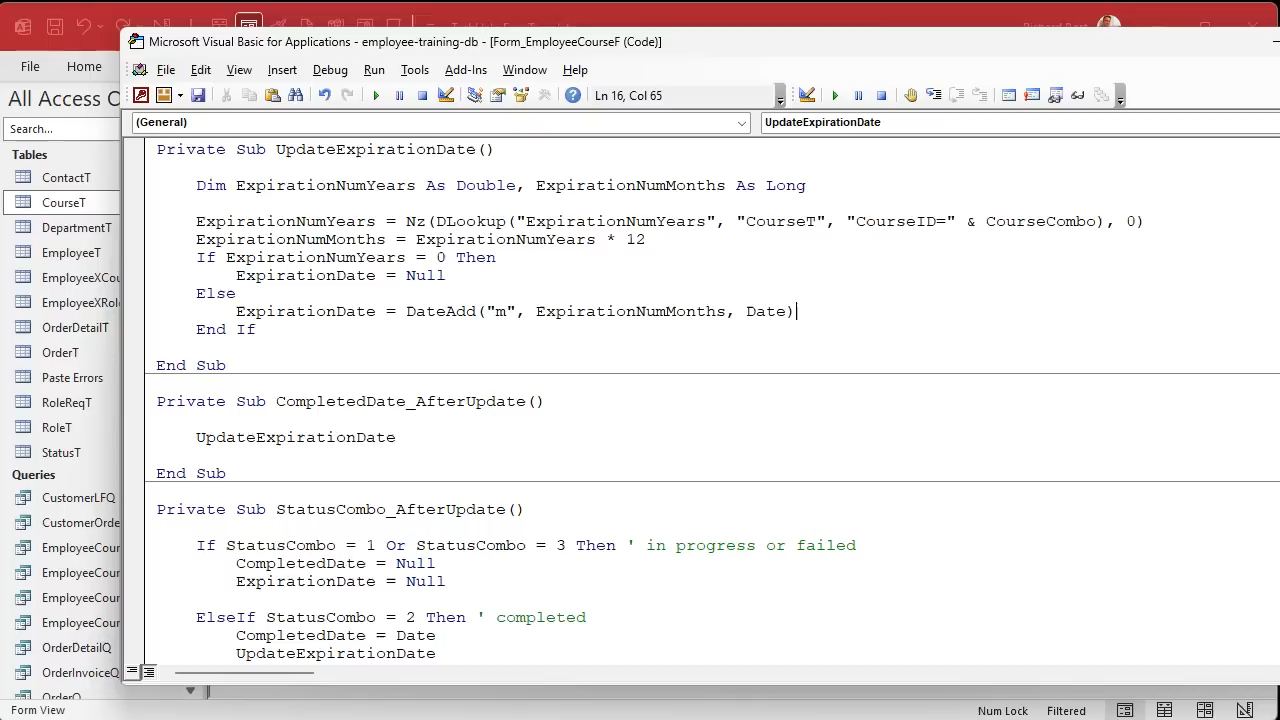 Microsoft Visual Basic for Applications - employee-training-db - [Form_EmployeeCourseF (Code)]
File Edit View Insert Debug Run Tools Add-Ins Window Help
Ln 16, Col 65
(General)
UpdateExpirationDate
File Home
All Access O
Search...
Tables
ContactT
CourseT
DepartmentT
EmployeeT
EmployeeXCou
EmployeeXRol
OrderDetailT
OrderT
Paste Errors
RoleReqT
RoleT
StatusT
Queries
CustomerLFQ
CustomerOrde
EmployeeCour
EmployeeCour
EmployeeCour
EmployeeCour
OrderDetailQ
OrderInvoiceQ
OrderQ
Private Sub UpdateExpirationDate()
Dim ExpirationNumYears As Double, ExpirationNumMonths As Long
ExpirationNumYears = Nz(DLookup("ExpirationNumYears", "CourseT", "CourseID=" & CourseCombo), 0)
ExpirationNumMonths = ExpirationNumYears * 12
If ExpirationNumYears = 0 Then
ExpirationDate = Null
Else
ExpirationDate = DateAdd("m", ExpirationNumMonths, Date)
End If
End Sub
Private Sub CompletedDate_AfterUpdate()
UpdateExpirationDate
End Sub
Private Sub StatusCombo_AfterUpdate()
If StatusCombo = 1 Or StatusCombo = 3 Then ' in progress or failed
CompletedDate = Null
ExpirationDate = Null
ElseIf StatusCombo = 2 Then ' completed
CompletedDate = Date
UpdateExpirationDate
Form View
Num Lock Filtered